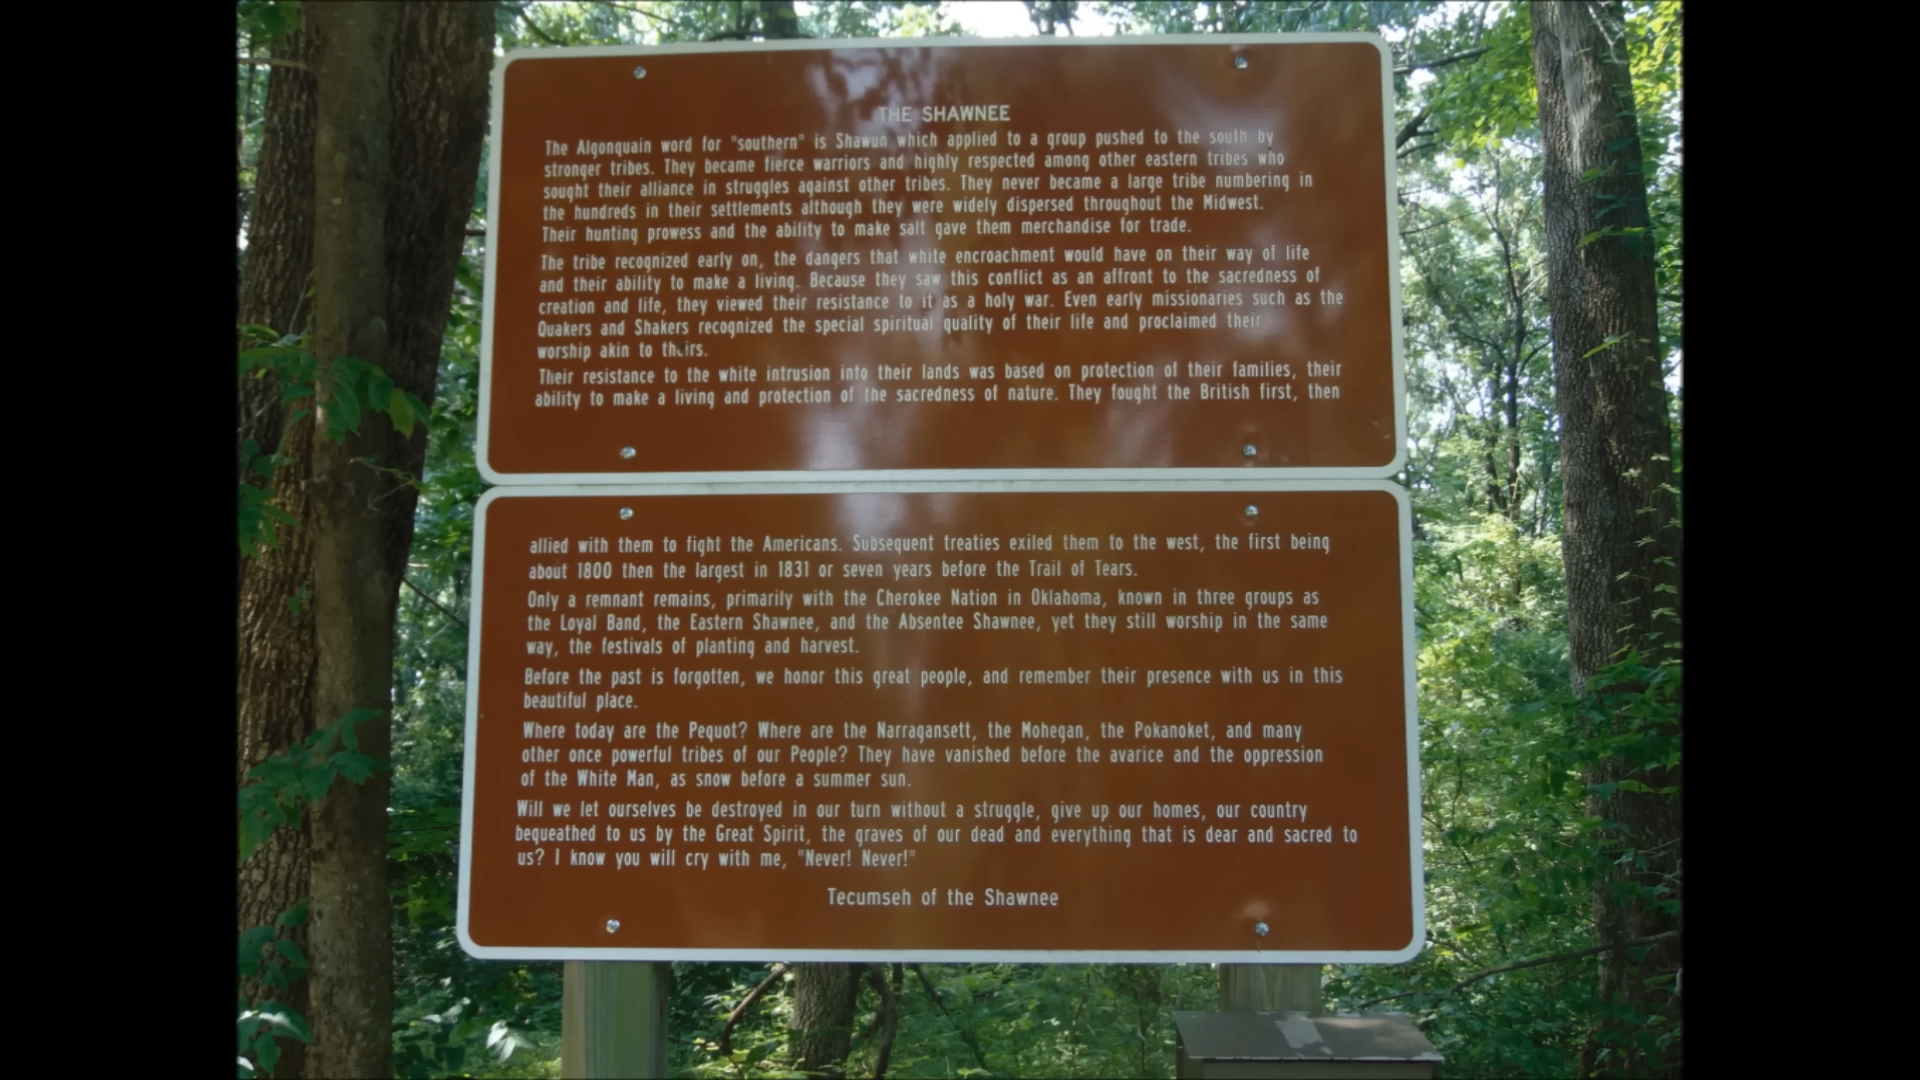 THE SHAWNEE
The Algonquain word for "southern" is Shawun which applied to a group pushed to the south by
stronger tribes. They became fierce warriors and highly respected among other eastern tribes who
sought their alliance in struggles against other tribes. They never became a large tribe numbering in
the hundreds in their settlements although they were widely dispersed throughout the Midwest.
Their hunting prowess and the ability to make salt gave them merchandise for trade.
The tribe recognized early on, the dangers that white encroachment would have on their way of life
and their ability to make a living. Because they saw this conflict as an affront to the sacredness of
creation and life, they viewed their resistance to it as a holy war. Even early missionaries such as the
Quakers and Shakers recognized the special spiritual quality of their life and proclaimed their
worship akin to theirs.
Their resistance to the white intrusion into their lands was based on protection of their families, their
ability to make a living and protection of the sacredness of nature. They fought the British first, then
allied with them to fight the Americans. Subsequent treaties exiled them to the west, the first being
about 1800 then the largest in 1831 or seven years before the Trail of Tears.
Only a remnant remains, primarily with the Cherokee Nation in Oklahoma, known in three groups as
the Loyal Band, the Eastern Shawnee, and the Absentee Shawnee, yet they still worship in the same
way, the festivals of planting and harvest.
Before the past is forgotten, we honor this great people, and remember their presence with us in this
beautiful place.
Where today are the Pequot? Where are the Narragansett, the Mohegan, the Pokanoket, and many
other once powerful tribes of our People? They have vanished before the avarice and the oppression
of the White Man, as snow before a summer sun.
Will we let ourselves be destroyed in our turn without a struggle, give up our homes, our country
bequeathed to us by the Great Spirit, the graves of our dead and everything that is dear and sacred to
us? I know you will cry with me, "Never! Never!"
Tecumseh of the Shawnee